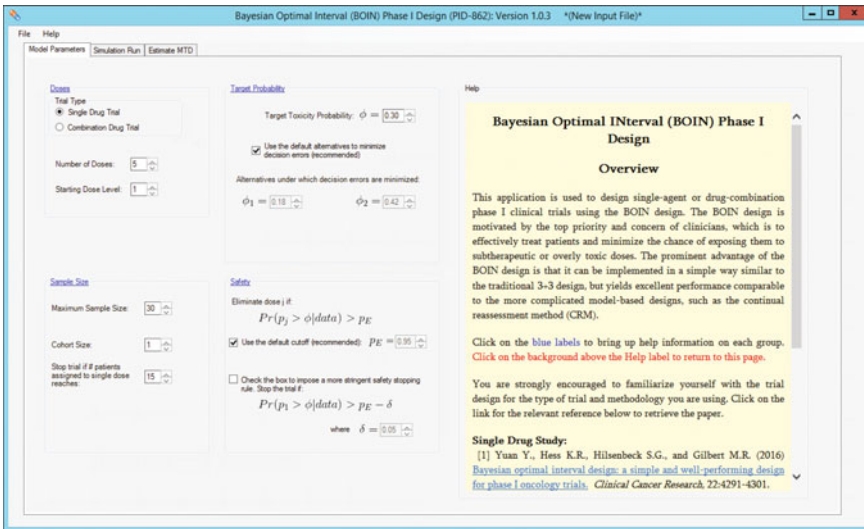 Bayesian Optimal Interval (BOIN) Phase I Design (PID-862): Version 1.0.3 *(New Input File)*
File Help
Model Parameters Simulation Run Estimate MTD
Doses
Trial Type
Single Drug Trial
Combination Drug Trial
Number of Doses: 5
Starting Dose Level: 1
Target Probability
Target Toxicity Probability: ϕ = 0.30
Use the default alternatives to minimize
decision errors (recommended)
Alternatives under which decision errors are minimized:
ϕ₁ = 0.18 ϕ₂ = 0.42
Sample Size
Maximum Sample Size: 30
Cohort Size: 1
Stop trial if # patients
assigned to single dose
reaches: 15
Safety
Eliminate dose j if:
Pr(pⱼ > ϕ|data) > p_E
Use the default cutoff (recommended): p_E = 0.95
Check the box to impose a more stringent safety stopping
rule. Stop the trial if:
Pr(p₁ > ϕ|data) > p_E − δ
where δ = 0.05
Help
Bayesian Optimal INterval (BOIN) Phase I
Design
Overview
This application is used to design single-agent or drug-combination
phase I clinical trials using the BOIN design. The BOIN design is
motivated by the top priority and concern of clinicians, which is to
effectively treat patients and minimize the chance of exposing them to
subtherapeutic or overly toxic doses. The prominent advantage of the
BOIN design is that it can be implemented in a simple way similar to
the traditional 3+3 design, but yields excellent performance comparable
to the more complicated model-based designs, such as the continual
reassessment method (CRM).
Click on the blue labels to bring up help information on each group.
Click on the background above the Help label to return to this page.
You are strongly encouraged to familiarize yourself with the trial
design for the type of trial and methodology you are using. Click on the
link for the relevant reference below to retrieve the paper.
Single Drug Study:
[1] Yuan Y., Hess K.R., Hilsenbeck S.G., and Gilbert M.R. (2016)
Bayesian optimal interval design: a simple and well-performing design
for phase I oncology trials. Clinical Cancer Research, 22:4291-4301.